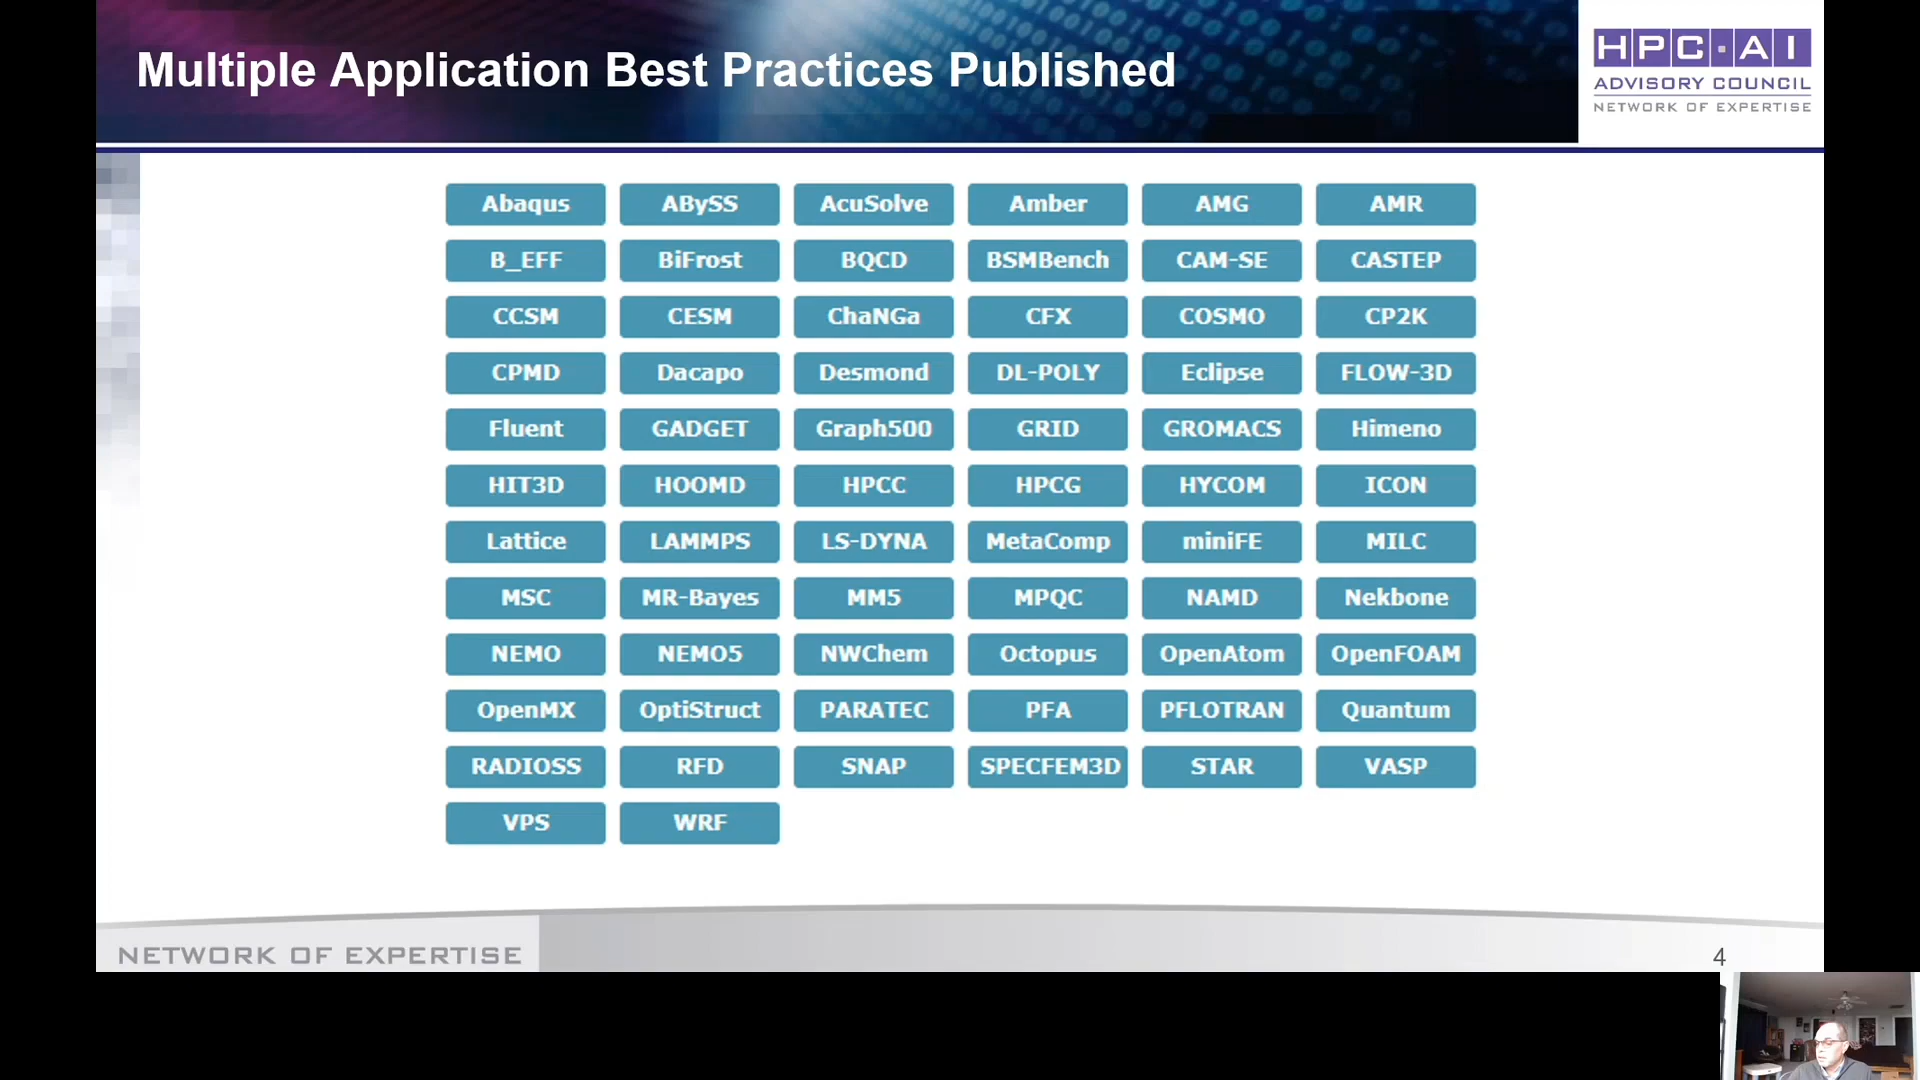 Multiple Application Best Practices Published
HPC·AI
ADVISORY COUNCIL
NETWORK OF EXPERTISE
Abaqus ABySS AcuSolve Amber AMG AMR
B_EFF BiFrost BQCD BSMBench CAM-SE CASTEP
CCSM CESM ChaNGa CFX COSMO CP2K
CPMD Dacapo Desmond DL-POLY Eclipse FLOW-3D
Fluent GADGET Graph500 GRID GROMACS Himeno
HIT3D HOOMD HPCC HPCG HYCOM ICON
Lattice LAMMPS LS-DYNA MetaComp miniFE MILC
MSC MR-Bayes MM5 MPQC NAMD Nekbone
NEMO NEMO5 NWChem Octopus OpenAtom OpenFOAM
OpenMX OptiStruct PARATEC PFA PFLOTRAN Quantum
RADIOSS RFD SNAP SPECFEM3D STAR VASP
VPS WRF
NETWORK OF EXPERTISE
4